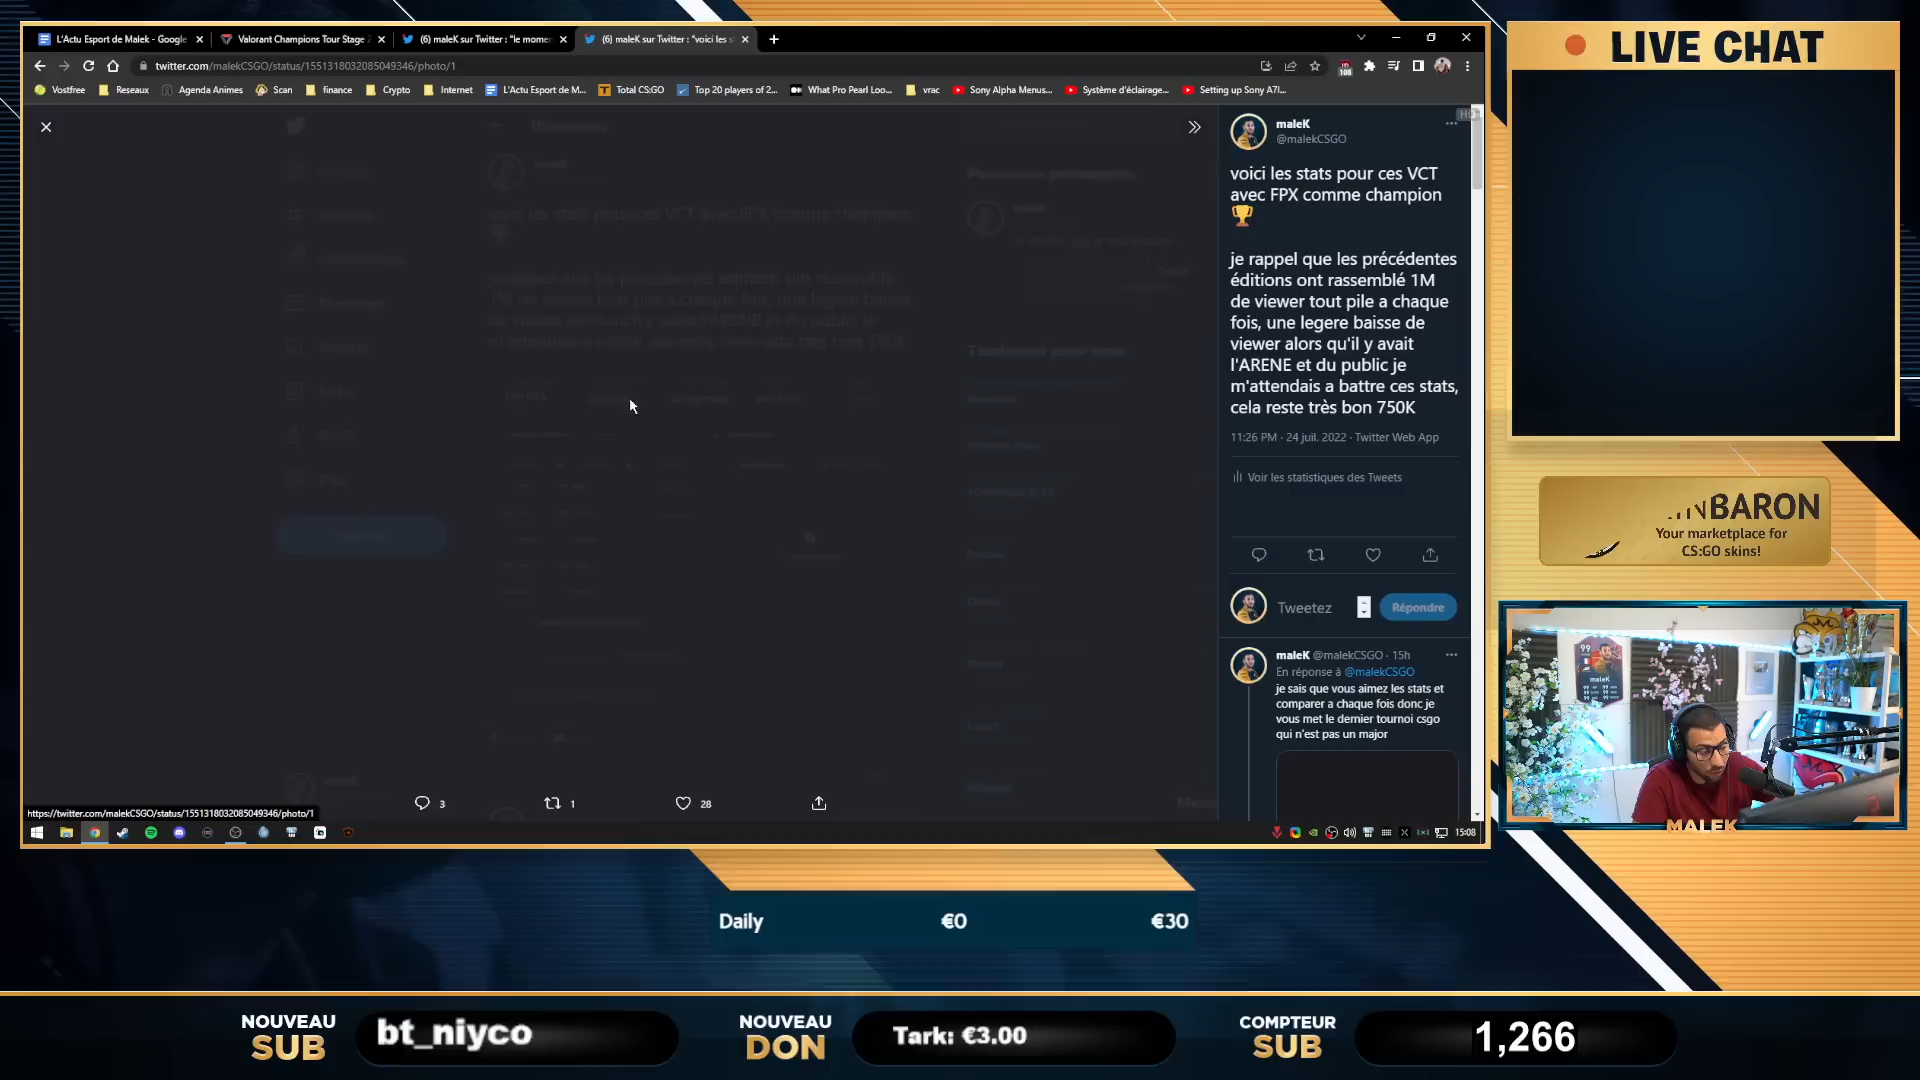 L'Actu Esport de Malek - Google
Valorant Champions Tour Stage
(6) maleK sur Twitter : "le mome
(6) maleK sur Twitter : "voici les s
twitter.com/malekCSGO/status/1551318032085049346/photo/1
108
Vostfree
Reseaux
Agenda Animes
Scan
finance
Crypto
Internet
L'Actu Esport de M...
Total CS:GO
Top 20 players of 2...
What Pro Pearl Loo...
vrac
Sony Alpha Menus...
Système d'éclairage...
Setting up Sony A7I...
maleK
@malekCSGO
voici les stats pour ces VCT
avec FPX comme champion
🏆
je rappel que les précédentes
éditions ont rassemblé 1M
de viewer tout pile a chaque
fois, une legere baisse de
viewer alors qu'il y avait
l'ARENE et du public je
m'attendais a battre ces stats,
cela reste très bon 750K
11:26 PM · 24 juil. 2022 · Twitter Web App
Voir les statistiques des Tweets
Tweetez
Répondre
maleK @malekCSGO · 15h
En réponse à @malekCSGO
je sais que vous aimez les stats et
comparer a chaque fois donc je
vous met le dernier tournoi csgo
qui n'est pas un major
3
1
28
https://twitter.com/malekCSGO/status/1551318032085049346/photo/1
15:08
LIVE CHAT
BARON
Your marketplace for
CS:GO skins!
99
maleK
MALEK
Daily
€0
€30
NOUVEAU
SUB
bt_niyco
NOUVEAU
DON
Tark: €3.00
COMPTEUR
SUB
1,266